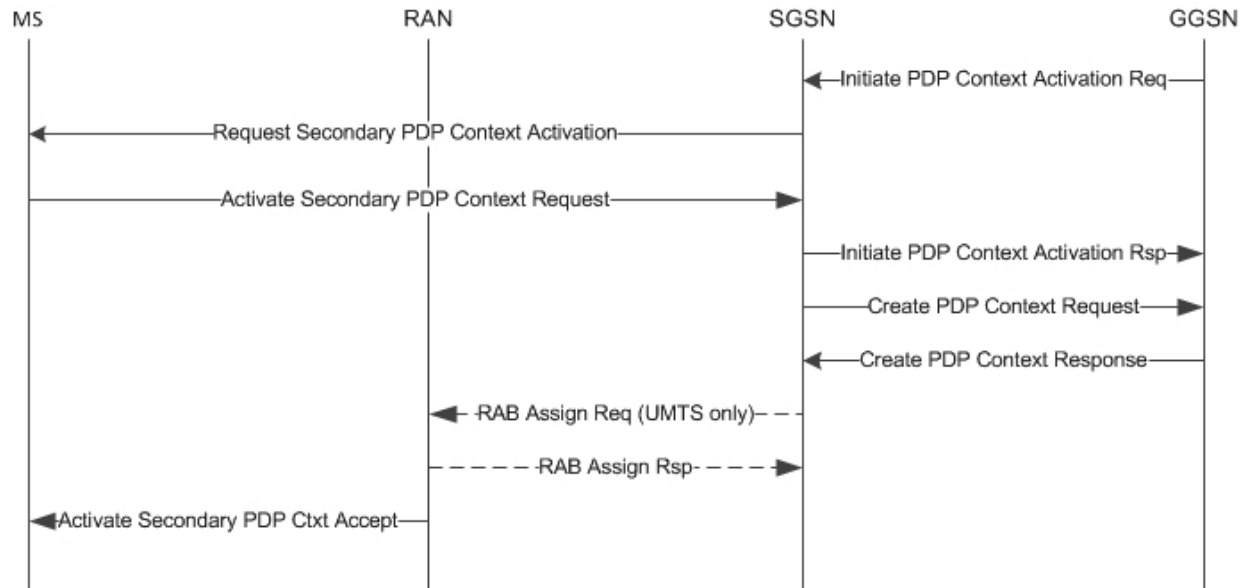 MS RAN SGSN GGSN
Initiate PDP Context Activation Req
Request Secondary PDP Context Activation
Activate Secondary PDP Context Request
Initiate PDP Context Activation Rsp
Create PDP Context Request
Create PDP Context Response
RAB Assign Req (UMTS only)
RAB Assign Rsp
Activate Secondary PDP Ctxt Accept